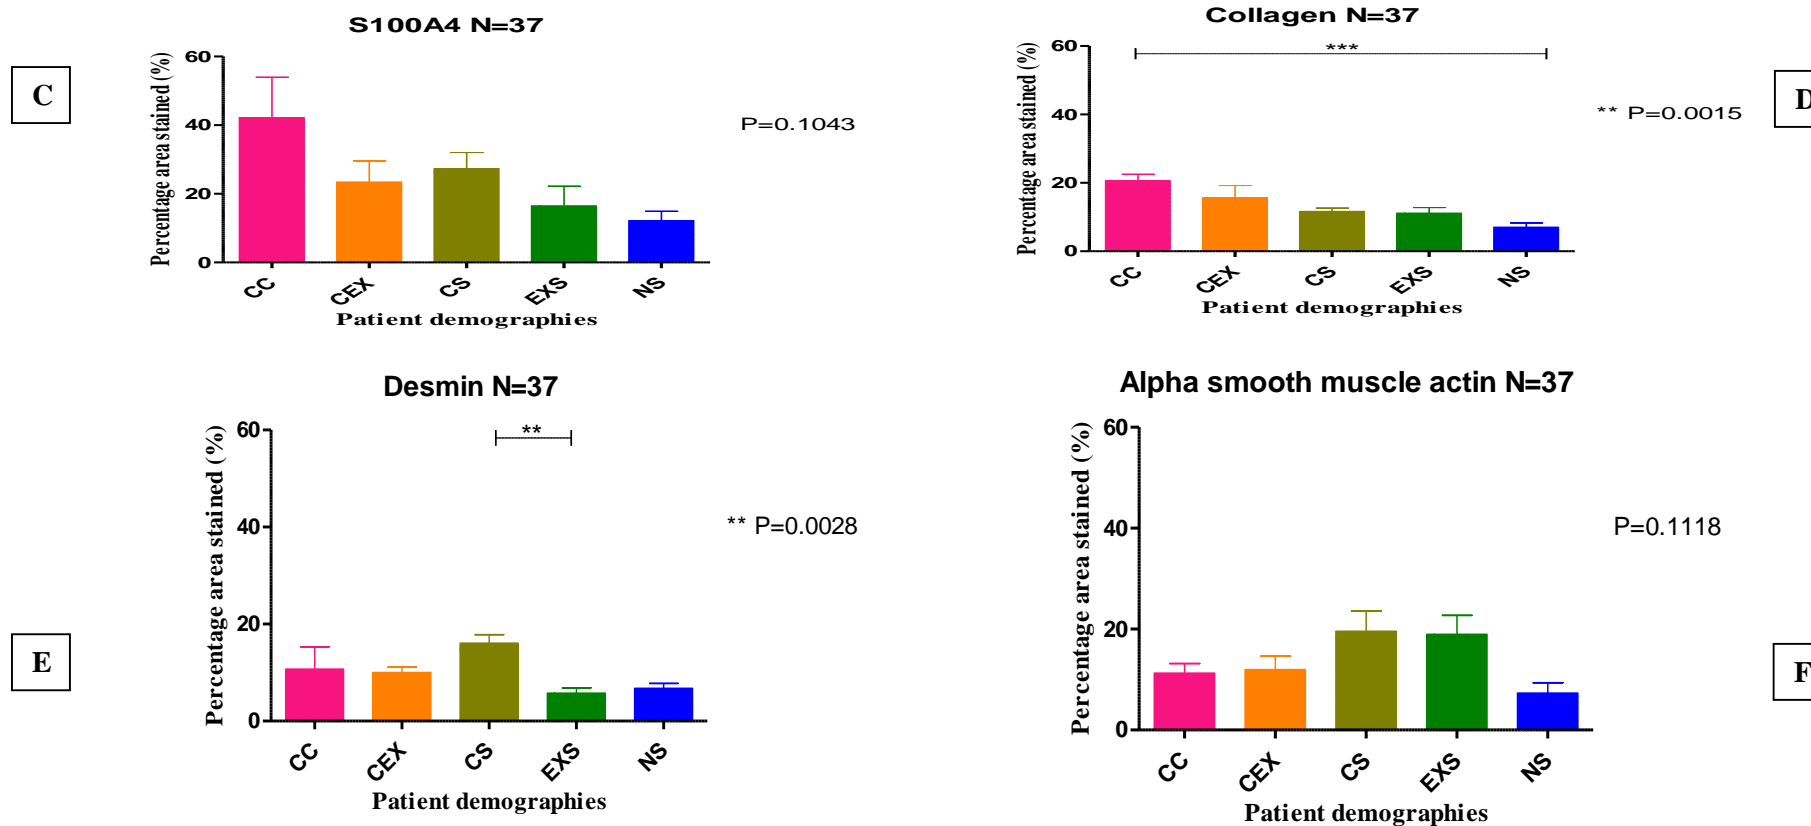 C
S100A4 N=37
Percentage area stained (%)
60
40
20
0
P=0.1043
CC
CEX
CS
EXS
NS
Patient demographies
Collagen N=37
Percentage area stained (%)
60
40
20
0
***
** P=0.0015
D
CC
CEX
CS
EXS
NS
Patient demographies
E
Desmin N=37
Percentage area stained (%)
60
40
20
0
**
** P=0.0028
CC
CEX
CS
EXS
NS
Patient demographies
Alpha smooth muscle actin N=37
Percentage area stained (%)
60
40
20
0
P=0.1118
F
CC
CEX
CS
EXS
NS
Patient demographies